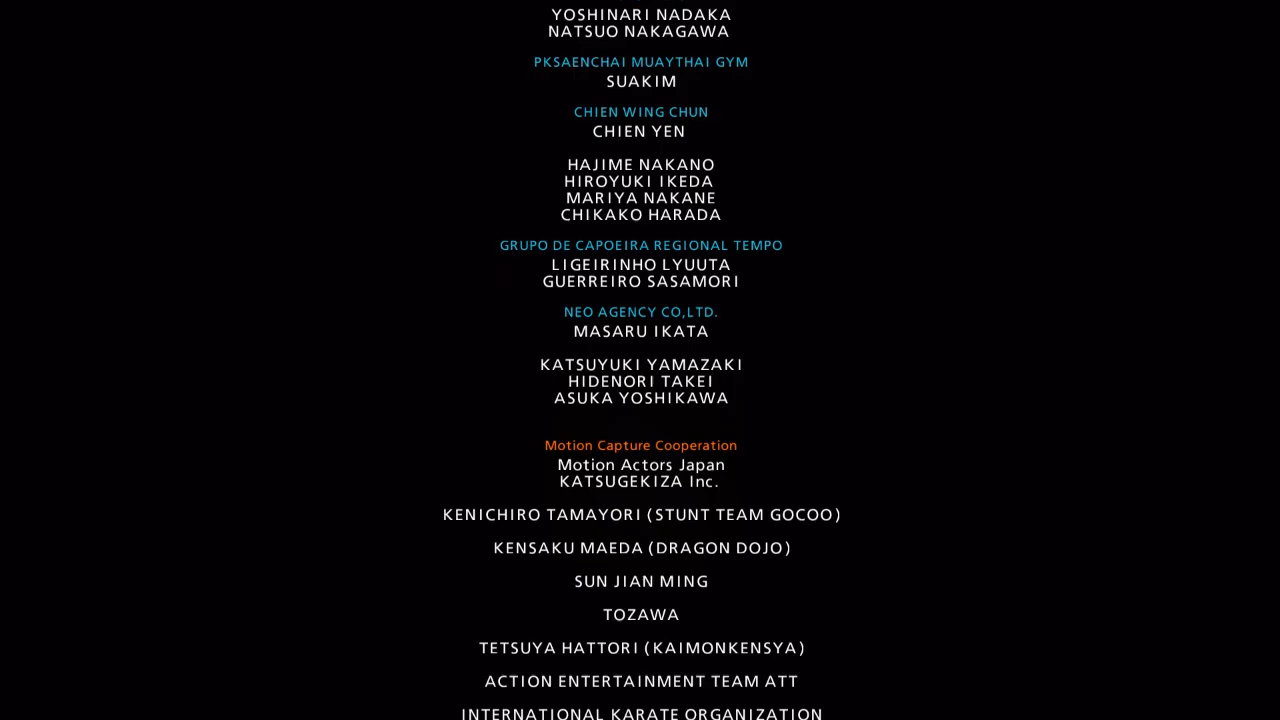 YOSHINARI NADAKA
NATSUO NAKAGAWA
PKSAENCHAI MUAYTHAI GYM
SUAKIM
CHIEN WING CHUN
CHIEN YEN
HAJIME NAKANO
HIROYUKI IKEDA
MARIYA NAKANE
CHIKAKO HARADA
GRUPO DE CAPOEIRA REGIONAL TEMPO
LIGEIRINHO LYUUTA
GUERREIRO SASAMORI
NEO AGENCY CO,LTD.
MASARU IKATA
KATSUYUKI YAMAZAKI
HIDENORI TAKEI
ASUKA YOSHIKAWA
Motion Capture Cooperation
Motion Actors Japan
KATSUGEKIZA Inc.
KENICHIRO TAMAYORI (STUNT TEAM GOCOO)
KENSAKU MAEDA (DRAGON DOJO)
SUN JIAN MING
TOZAWA
TETSUYA HATTORI (KAIMONKENSYA)
ACTION ENTERTAINMENT TEAM ATT
INTERNATIONAL KARATE ORGANIZATION